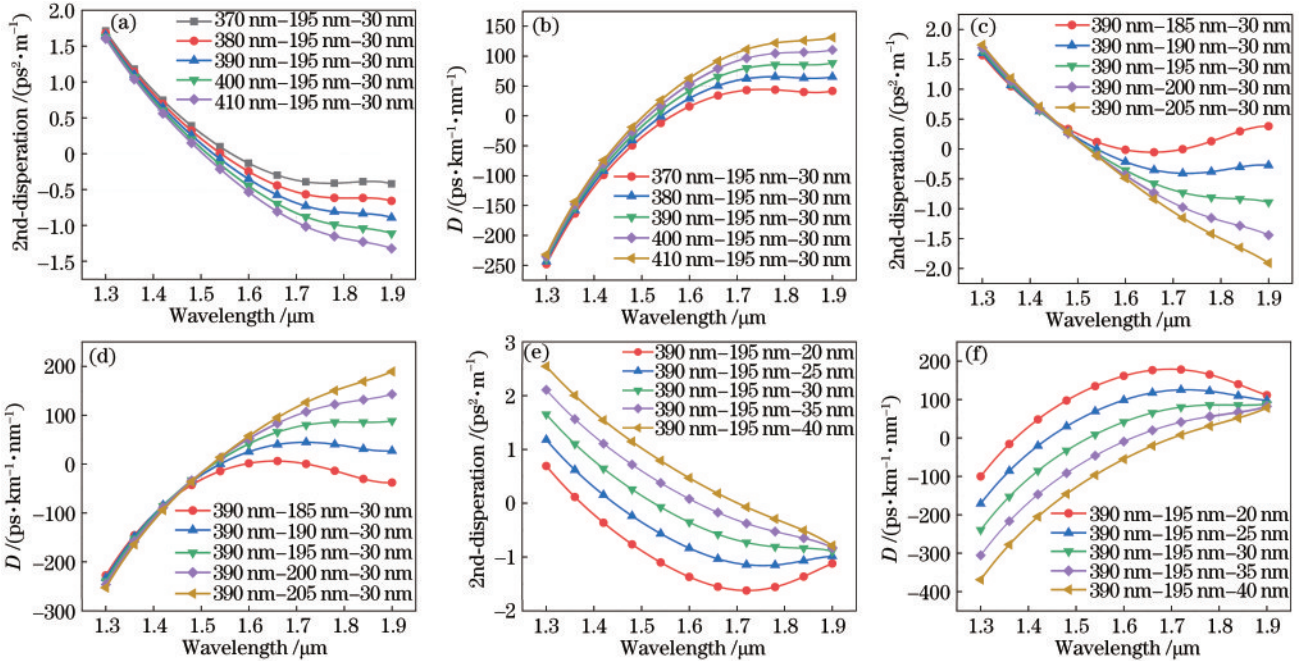 (a)
2.0
1.5
1.0
0.5
0
−0.5
−1.0
−1.5
2nd-disperation /(ps²·m⁻¹)
370 nm−195 nm−30 nm
380 nm−195 nm−30 nm
390 nm−195 nm−30 nm
400 nm−195 nm−30 nm
410 nm−195 nm−30 nm
1.3 1.4 1.5 1.6 1.7 1.8 1.9
Wavelength /μm
(b)
150
100
50
0
−50
−100
−150
−200
−250
D /(ps·km⁻¹·nm⁻¹)
370 nm−195 nm−30 nm
380 nm−195 nm−30 nm
390 nm−195 nm−30 nm
400 nm−195 nm−30 nm
410 nm−195 nm−30 nm
1.3 1.4 1.5 1.6 1.7 1.8 1.9
Wavelength /μm
(c)
2.0
1.5
1.0
0.5
0
−0.5
−1.0
−1.5
−2.0
2nd-disperation /(ps²·m⁻¹)
390 nm−185 nm−30 nm
390 nm−190 nm−30 nm
390 nm−195 nm−30 nm
390 nm−200 nm−30 nm
390 nm−205 nm−30 nm
1.3 1.4 1.5 1.6 1.7 1.8 1.9
Wavelength /μm
(d)
200
100
0
−100
−200
−300
D /(ps·km⁻¹·nm⁻¹)
390 nm−185 nm−30 nm
390 nm−190 nm−30 nm
390 nm−195 nm−30 nm
390 nm−200 nm−30 nm
390 nm−205 nm−30 nm
1.3 1.4 1.5 1.6 1.7 1.8 1.9
Wavelength /μm
(e)
3
2
1
0
−1
−2
2nd-disperation /(ps²·m⁻¹)
390 nm−195 nm−20 nm
390 nm−195 nm−25 nm
390 nm−195 nm−30 nm
390 nm−195 nm−35 nm
390 nm−195 nm−40 nm
1.3 1.4 1.5 1.6 1.7 1.8 1.9
Wavelength /μm
(f)
200
100
0
−100
−200
−300
−400
D /(ps·km⁻¹·nm⁻¹)
390 nm−195 nm−20 nm
390 nm−195 nm−25 nm
390 nm−195 nm−30 nm
390 nm−195 nm−35 nm
390 nm−195 nm−40 nm
1.3 1.4 1.5 1.6 1.7 1.8 1.9
Wavelength /μm